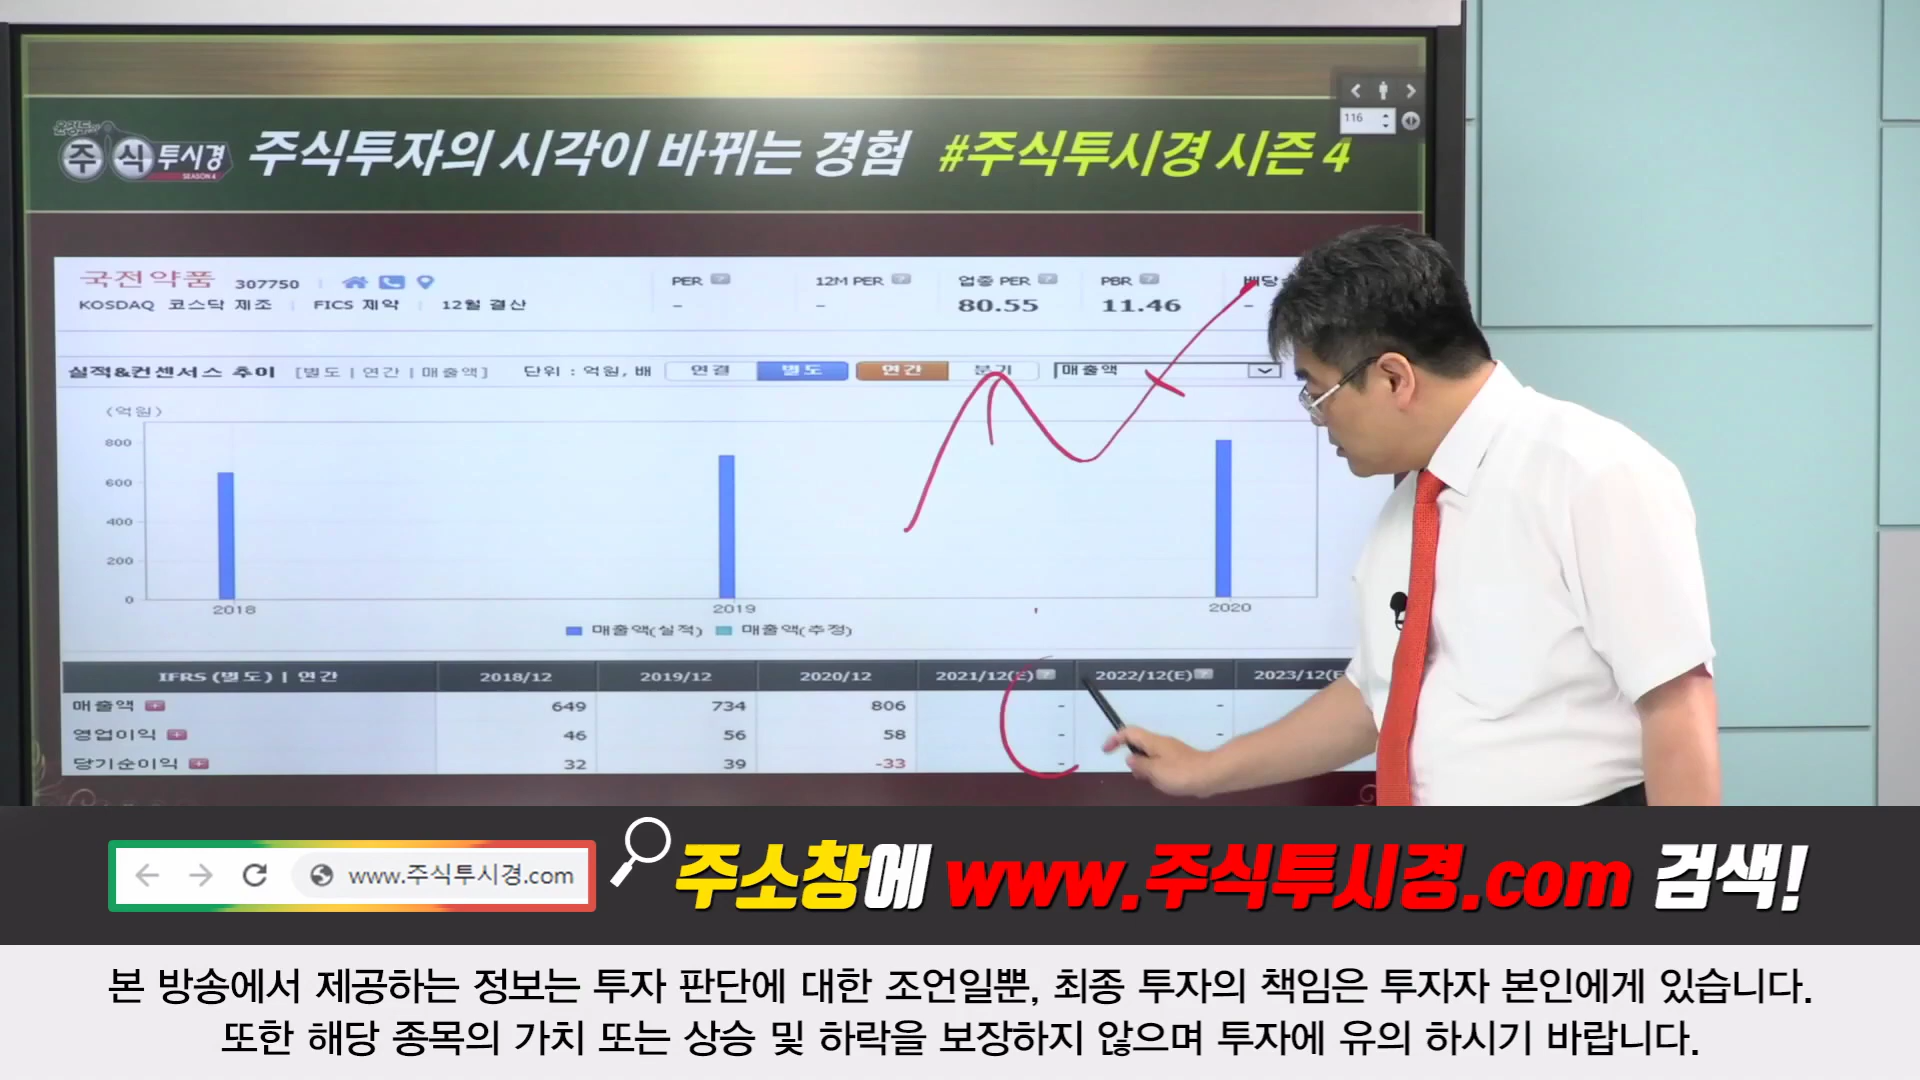 주식투시경 SEASON 4
주식투자의 시각이 바뀌는 경험 #주식투시경 시즌 4
116
국전약품 307750
KOSDAQ 코스닥 제조 FICS 제약 12월 결산
PER 12M PER 업종 PER PBR
- - 80.55 11.46 -
실적&컨센서스 추이 [별도 | 연간 | 매출액] 단위 : 억원, 배 연결 별도 연간 분기 매출액
(억원)
800
600
400
200
0
2018 2019 2020
매출액(실적) 매출액(추정)
IFRS (별도) | 연간 2018/12 2019/12 2020/12 2021/12(E) 2022/12(E) 2023/12(E
매출액 649 734 806 - -
영업이익 46 56 58 - -
당기순이익 32 39 -33 -
www.주식투시경.com
주소창에 www.주식투시경.com 검색!
본 방송에서 제공하는 정보는 투자 판단에 대한 조언일뿐, 최종 투자의 책임은 투자자 본인에게 있습니다.
또한 해당 종목의 가치 또는 상승 및 하락을 보장하지 않으며 투자에 유의 하시기 바랍니다.